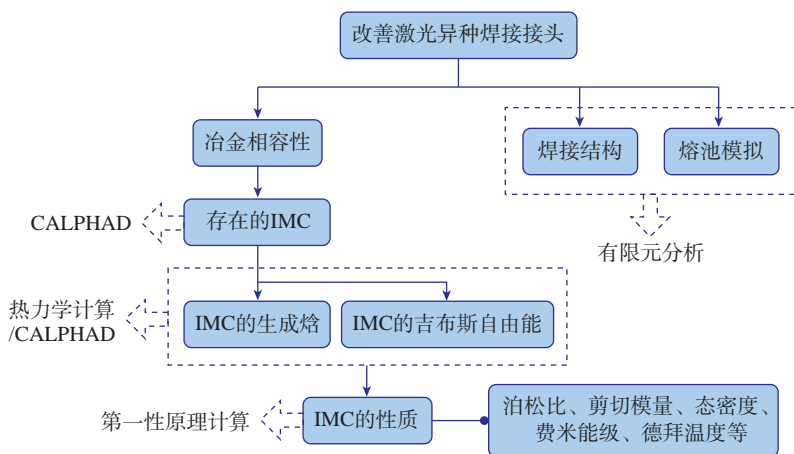 改善激光异种焊接接头
冶金相容性
焊接结构
熔池模拟
CALPHAD
存在的IMC
有限元分析
热力学计算
/CALPHAD
IMC的生成焓
IMC的吉布斯自由能
第一性原理计算
IMC的性质
泊松比、剪切模量、态密度、
费米能级、德拜温度等